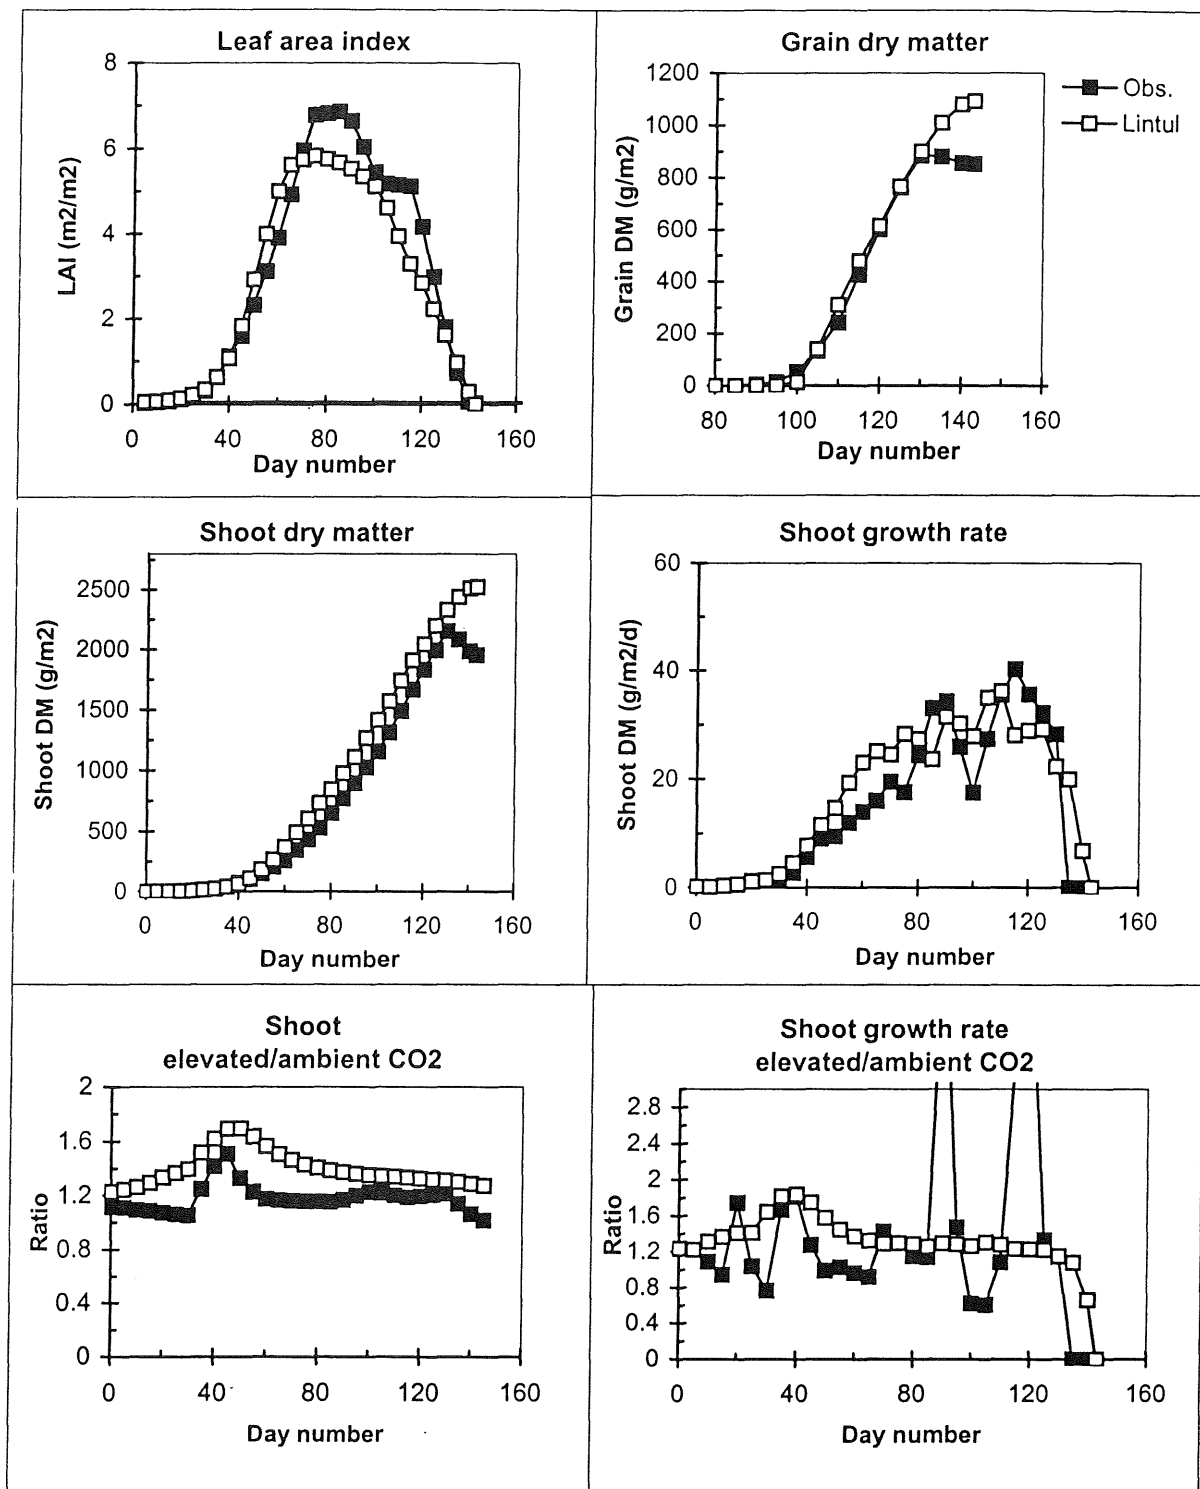 Leaf area index
8
6
4
2
0
LAI (m2/m2)
0 40 80 120 160
Day number
Grain dry matter
1200
1000
800
600
400
200
0
Grain DM (g/m2)
80 100 120 140 160
Day number
Obs.
Lintul
Shoot dry matter
2500
2000
1500
1000
500
0
Shoot DM (g/m2)
0 40 80 120 160
Day number
Shoot growth rate
60
40
20
0
Shoot DM (g/m2/d)
0 40 80 120 160
Day number
Shoot
elevated/ambient CO2
2
1.6
1.2
0.8
0.4
0
Ratio
0 40 80 120 160
Day number
Shoot growth rate
elevated/ambient CO2
2.8
2.4
2
1.6
1.2
0.8
0.4
0
Ratio
0 40 80 120 160
Day number